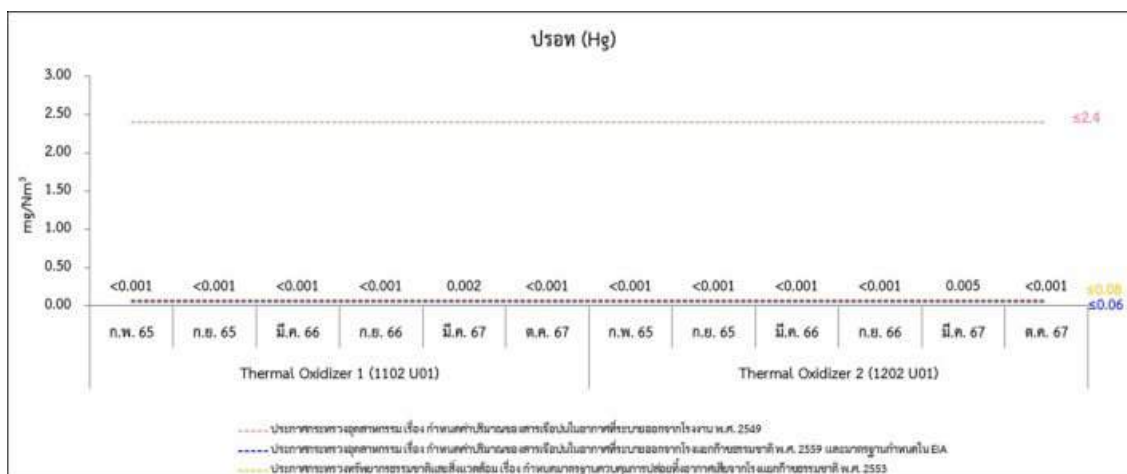 ปรอท (Hg)
3.00
2.50
2.00
1.50
1.00
0.50
0.00
mg/Nm³
≤2.4
<0.001 <0.001 <0.001 <0.001 0.002 <0.001 <0.001 <0.001 <0.001 <0.001 0.005 <0.001
≤0.08
≤0.06
ก.พ. 65 ก.ย. 65 มี.ค. 66 ก.ย. 66 มี.ค. 67 ต.ค. 67 ก.พ. 65 ก.ย. 65 มี.ค. 66 ก.ย. 66 มี.ค. 67 ต.ค. 67
Thermal Oxidizer 1 (1102 U01) Thermal Oxidizer 2 (1202 U01)
ประกาศกระทรวงอุตสาหกรรม เรื่อง กำหนดค่าปริมาณของสารเจือปนในอากาศที่ระบายออกจากโรงงาน พ.ศ. 2549
ประกาศกระทรวงอุตสาหกรรม เรื่อง กำหนดค่าปริมาณของสารเจือปนในอากาศที่ระบายออกจากโรงแยกก๊าซธรรมชาติ พ.ศ. 2559 และมาตรฐานกำหนดใน EIA
ประกาศกระทรวงทรัพยากรธรรมชาติและสิ่งแวดล้อม เรื่อง กำหนดมาตรฐานควบคุมการปล่อยทิ้งอากาศเสียจากโรงแยกก๊าซธรรมชาติ พ.ศ. 2553